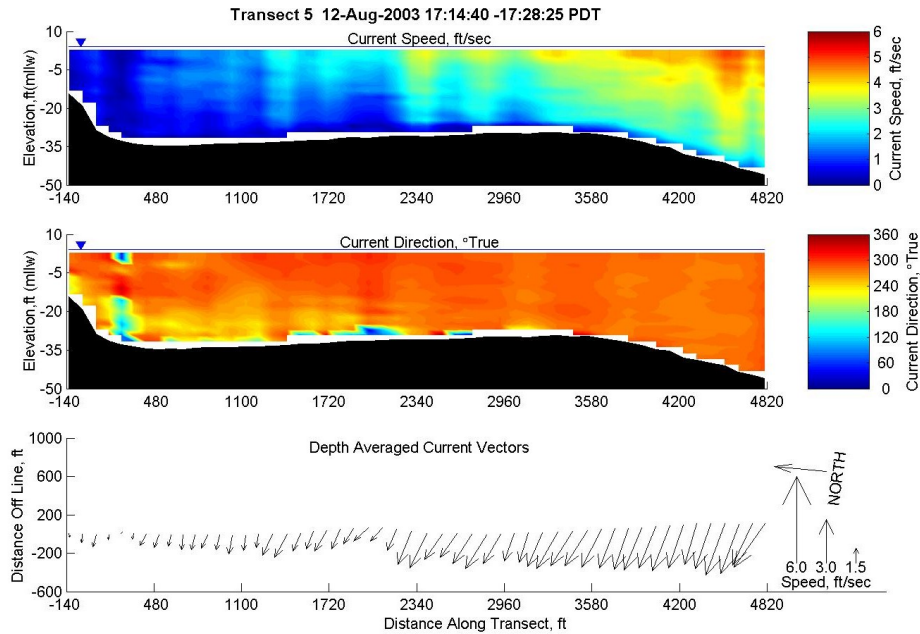 Transect 5 12-Aug-2003 17:14:40 -17:28:25 PDT
Current Speed, ft/sec
Elevation,ft(mllw)
10
-5
-20
-35
-50
-140 480 1100 1720 2340 2960 3580 4200 4820
6
5
4
3
2
1
0
Current Speed, ft/sec
Current Direction, °True
Elevation,ft (mllw)
10
-5
-20
-35
-50
-140 480 1100 1720 2340 2960 3580 4200 4820
360
300
240
180
120
60
0
Current Direction, °True
Depth Averaged Current Vectors
Distance Off Line, ft
1000
600
200
-200
-600
-140 480 1100 1720 2340 2960 3580 4200 4820
Distance Along Transect, ft
NORTH
6.0 3.0 1.5
Speed, ft/sec